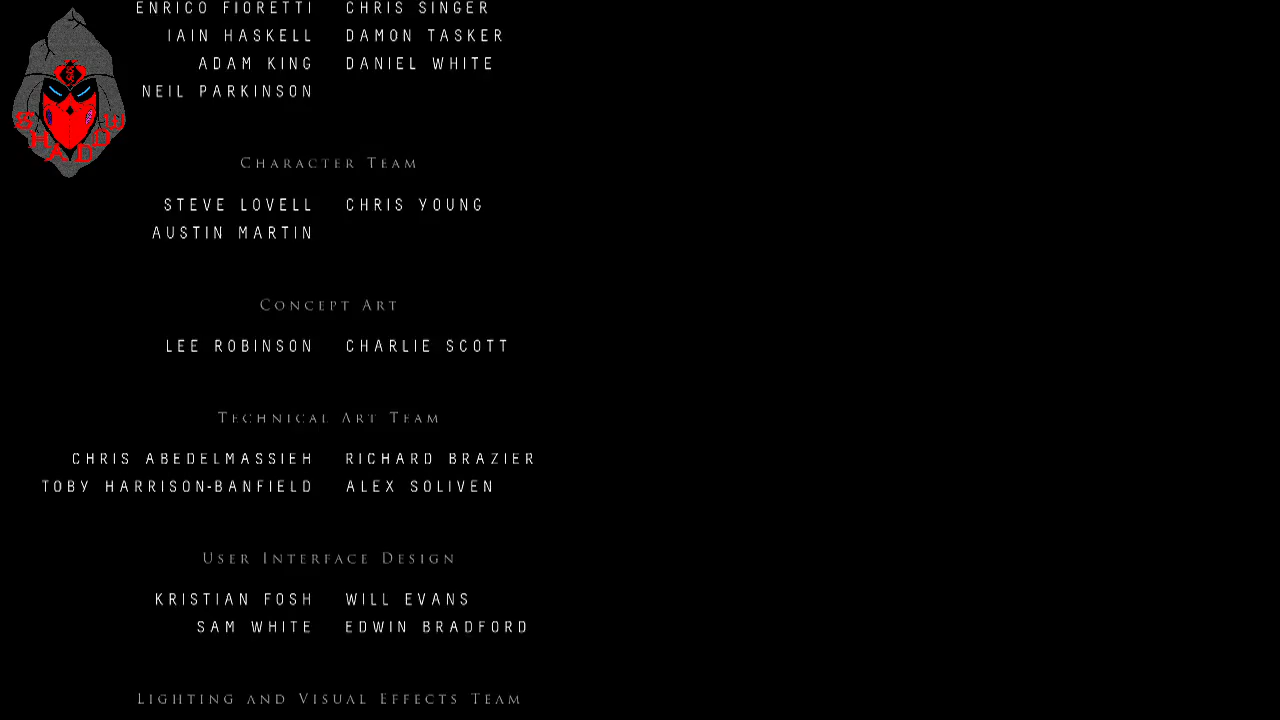 ENRICO FIORETTI CHRIS SINGER
IAIN HASKELL DAMON TASKER
ADAM KING DANIEL WHITE
NEIL PARKINSON
SHADOW
CHARACTER TEAM
STEVE LOVELL CHRIS YOUNG
AUSTIN MARTIN
CONCEPT ART
LEE ROBINSON CHARLIE SCOTT
TECHNICAL ART TEAM
CHRIS ABEDELMASSIEH RICHARD BRAZIER
TOBY HARRISON-BANFIELD ALEX SOLIVEN
USER INTERFACE DESIGN
KRISTIAN FOSH WILL EVANS
SAM WHITE EDWIN BRADFORD
LIGHTING AND VISUAL EFFECTS TEAM